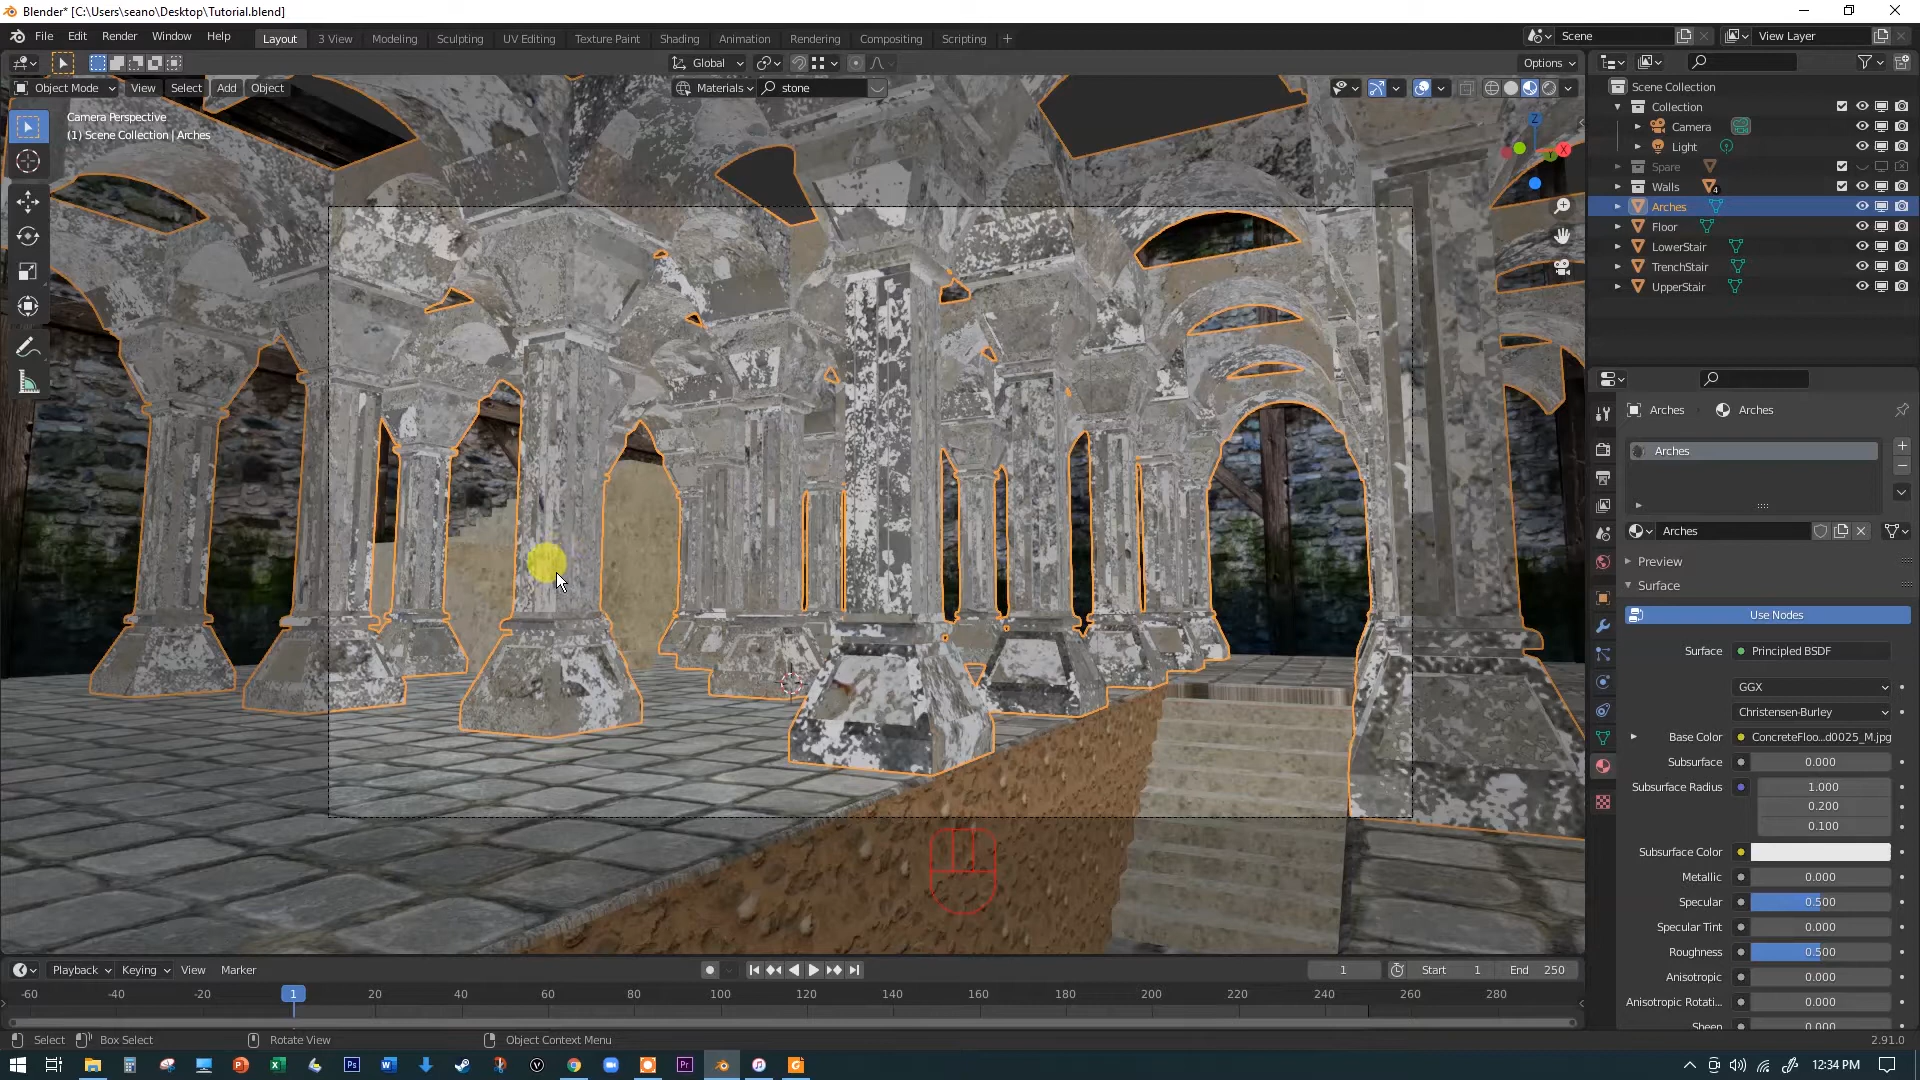 Blender* [C:\Users\seano\Desktop\Tutorial.blend]
File Edit Render Window Help
Layout 3 View Modeling Sculpting UV Editing Texture Paint Shading Animation Rendering Compositing Scripting +
Scene View Layer
Global Options
Object Mode View Select Add Object Materials stone
Camera Perspective
(1) Scene Collection | Arches
Z
X
Y
Scene Collection
Collection
Camera
Light
Spare
Walls 4
Arches
Floor
LowerStair
TrenchStair
UpperStair
Arches Arches
Arches
Arches
Preview
Surface
Use Nodes
Surface Principled BSDF
GGX
Christensen-Burley
Base Color ConcreteFloo...d0025_M.jpg
Subsurface 0.000
Subsurface Radius 1.000
0.200
0.100
Subsurface Color
Metallic 0.000
Specular 0.500
Specular Tint 0.000
Roughness 0.500
Anisotropic 0.000
Anisotropic Rotati... 0.000
Sheen 0.000
Playback Keying View Marker 1 Start 1 End 250
-60 -40 -20 1 20 40 60 80 100 120 140 160 180 200 220 240 260 280
Select Box Select Rotate View Object Context Menu 2.91.0
12:34 PM